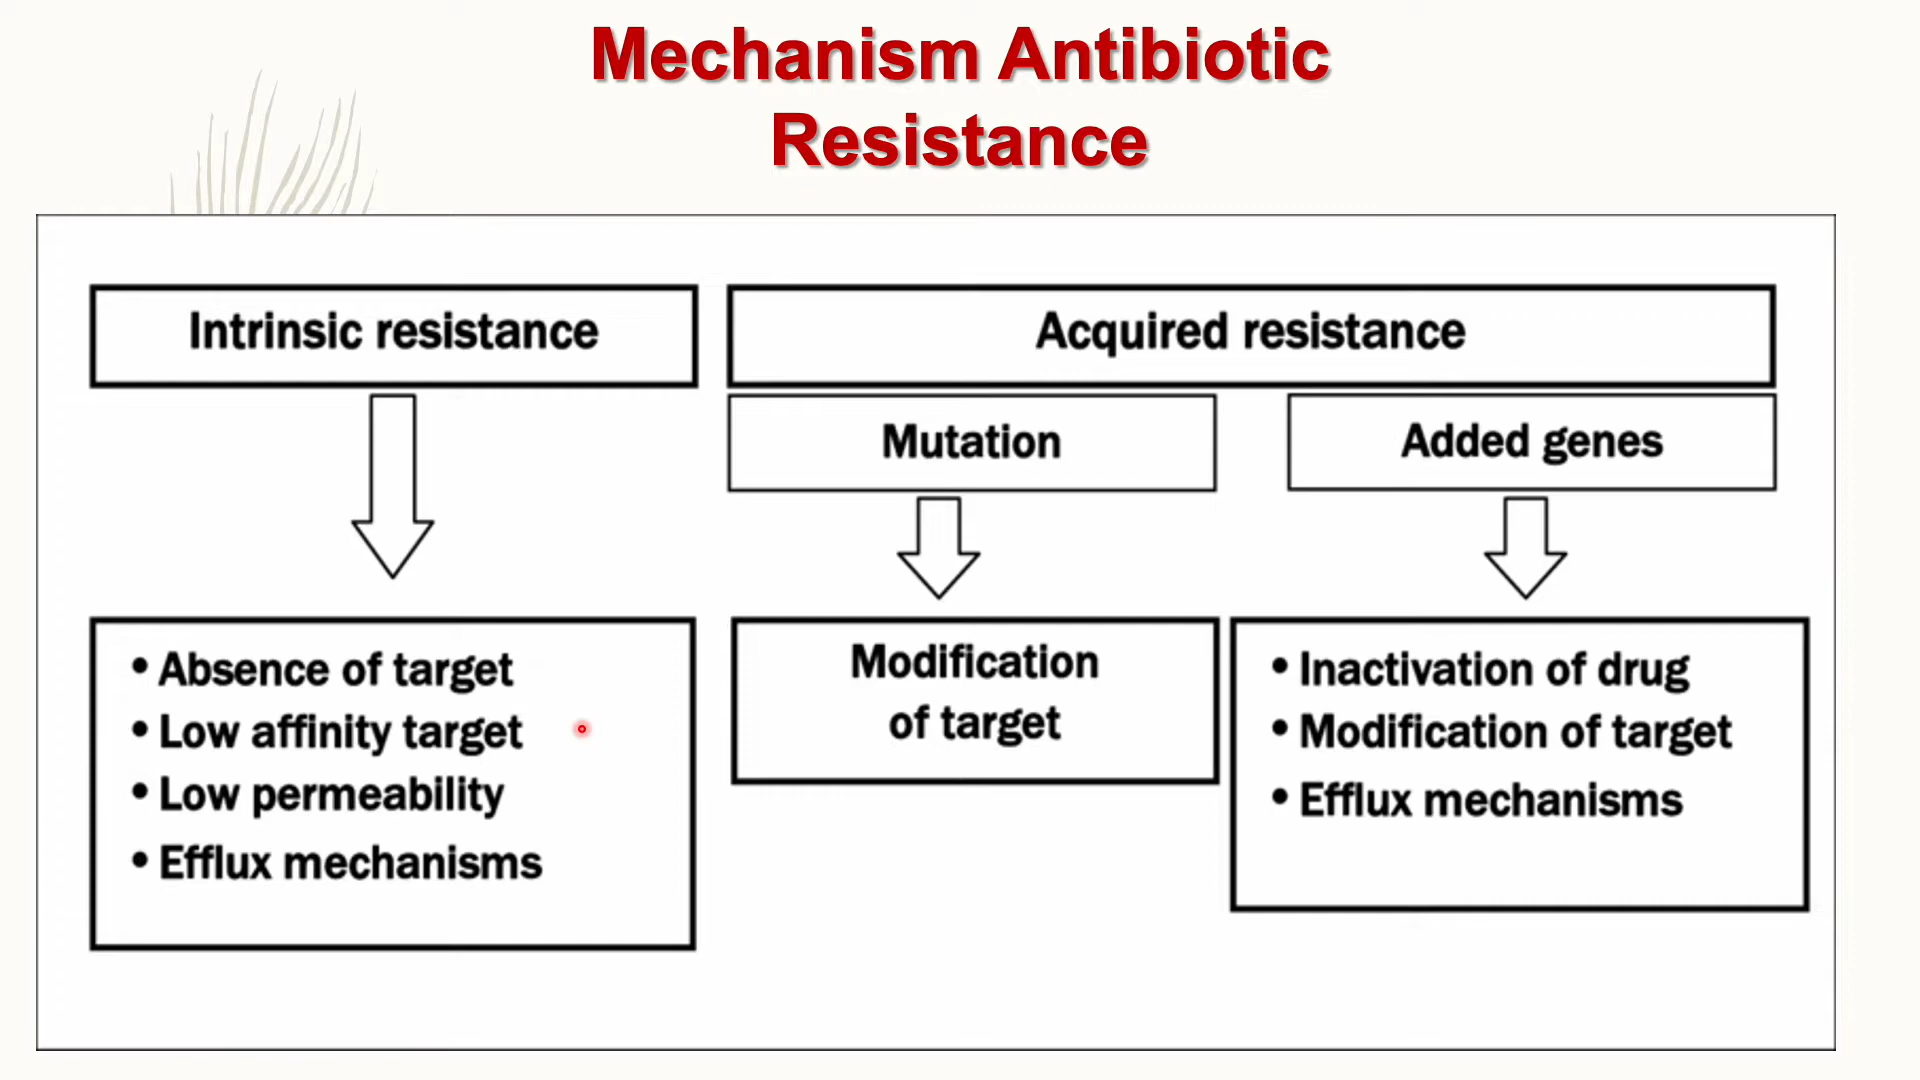 Mechanism Antibiotic
Resistance
Intrinsic resistance
Acquired resistance
Mutation
Added genes
• Absence of target
• Low affinity target
• Low permeability
• Efflux mechanisms
Modification
of target
• Inactivation of drug
• Modification of target
• Efflux mechanisms